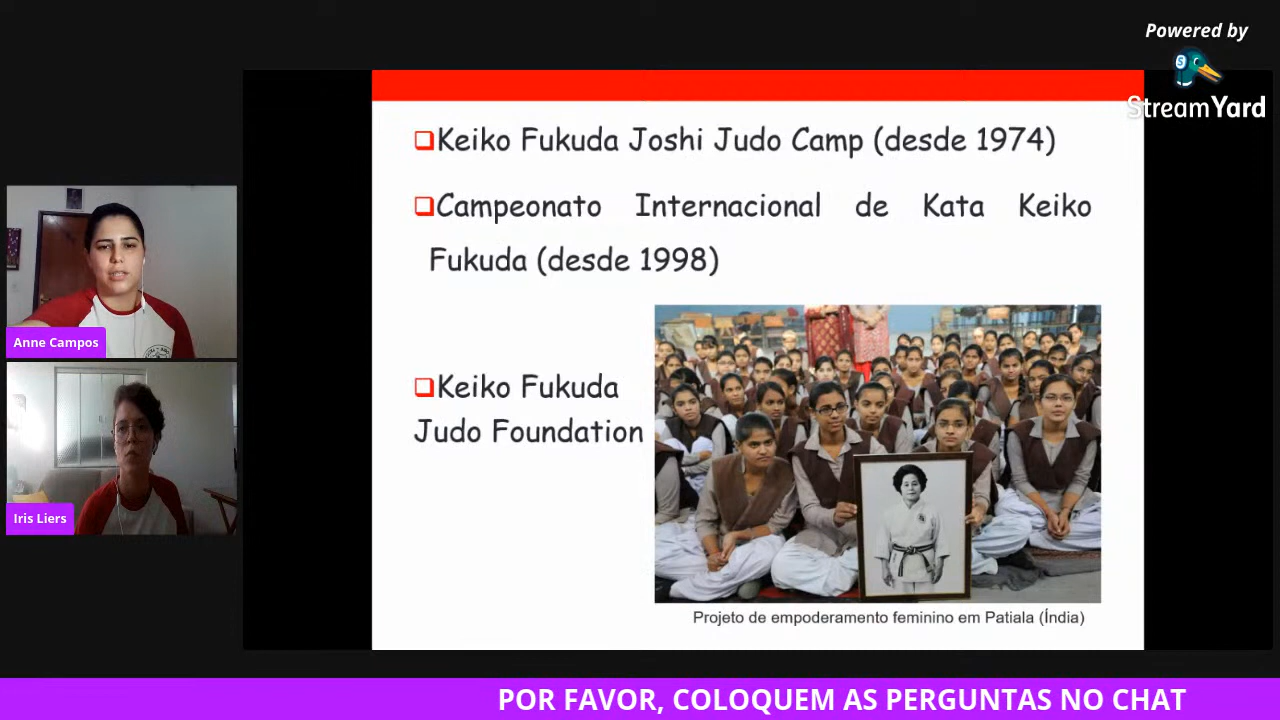 Powered by
StreamYard
Keiko Fukuda Joshi Judo Camp (desde 1974)
Campeonato Internacional de Kata Keiko
Fukuda (desde 1998)
Keiko Fukuda
Judo Foundation
Projeto de empoderamento feminino em Patiala (Índia)
Anne Campos
Iris Liers
POR FAVOR, COLOQUEM AS PERGUNTAS NO CHAT